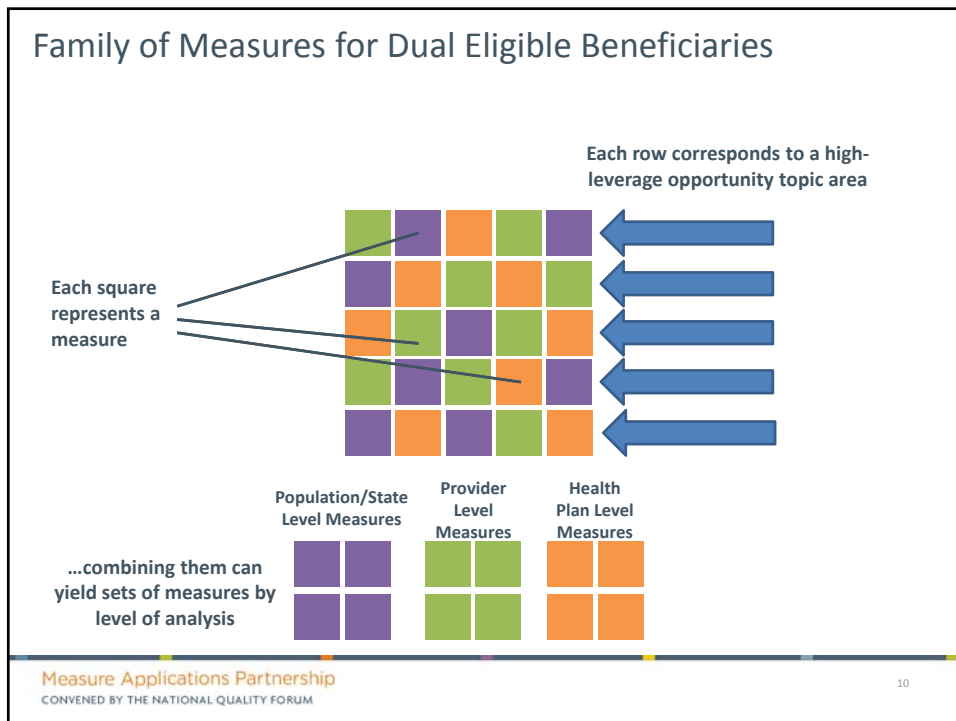 Family of Measures for Dual Eligible Beneficiaries
Each row corresponds to a high-
leverage opportunity topic area
Each square
represents a
measure
Population/State
Level Measures
Provider
Level
Measures
Health
Plan Level
Measures
…combining them can
yield sets of measures by
level of analysis
Measure Applications Partnership
CONVENED BY THE NATIONAL QUALITY FORUM
10